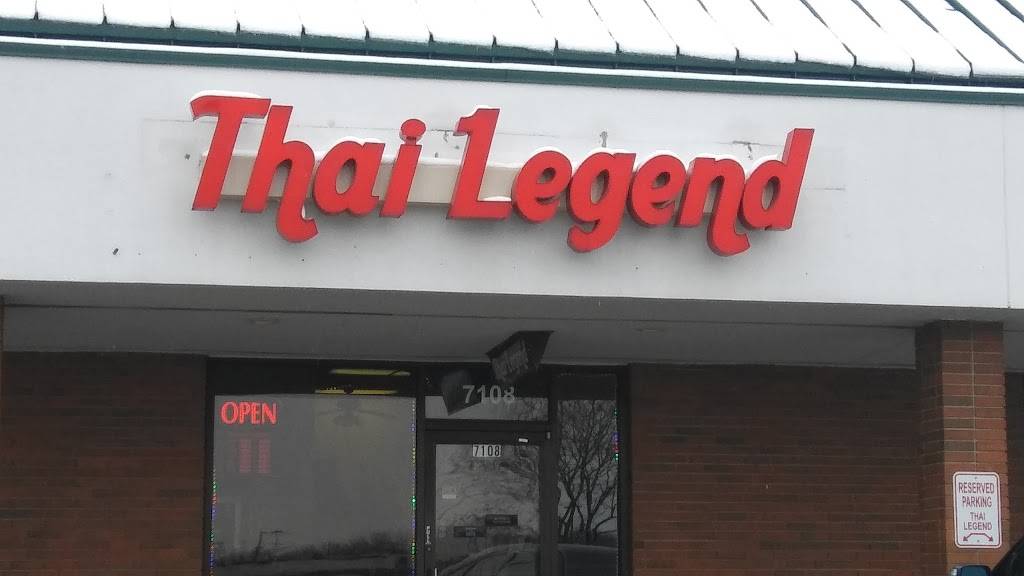 Thai Legend
7108
OPEN
7108
RESERVED
PARKING
THAI
LEGEND